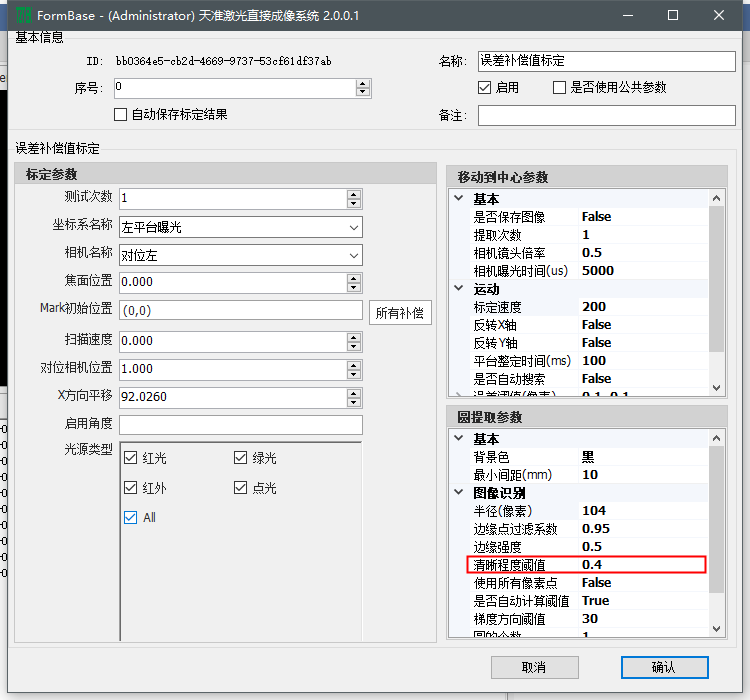 FormBase - (Administrator) 天准激光直接成像系统 2.0.0.1
基本信息
ID: bb0364e5-cb2d-4669-9737-53cf61df37ab
名称: 误差补偿值标定
序号: 0
启用 是否使用公共参数
自动保存标定结果
备注:
误差补偿值标定
标定参数
测试次数 1
坐标系名称 左平台曝光
相机名称 对位左
焦面位置 0.000
Mark初始位置 (0,0) 所有补偿
扫描速度 0.000
对位相机位置 1.000
X方向平移 92.0260
启用角度
光源类型
红光 绿光
红外 点光
All
移动到中心参数
基本
是否保存图像 False
提取次数 1
相机镜头倍率 0.5
相机曝光时间(us) 5000
运动
标定速度 200
反转X轴 False
反转Y轴 False
平台整定时间(ms) 100
是否自动搜索 False
误差阈值(像素) 0.1, 0.1
圆提取参数
基本
背景色 黑
最小间距(mm) 10
图像识别
半径(像素) 104
边缘点过滤系数 0.95
边缘强度 0.5
清晰程度阈值 0.4
使用所有像素点 False
是否自动计算阈值 True
梯度方向阈值 30
圆的个数 1
取消 确认